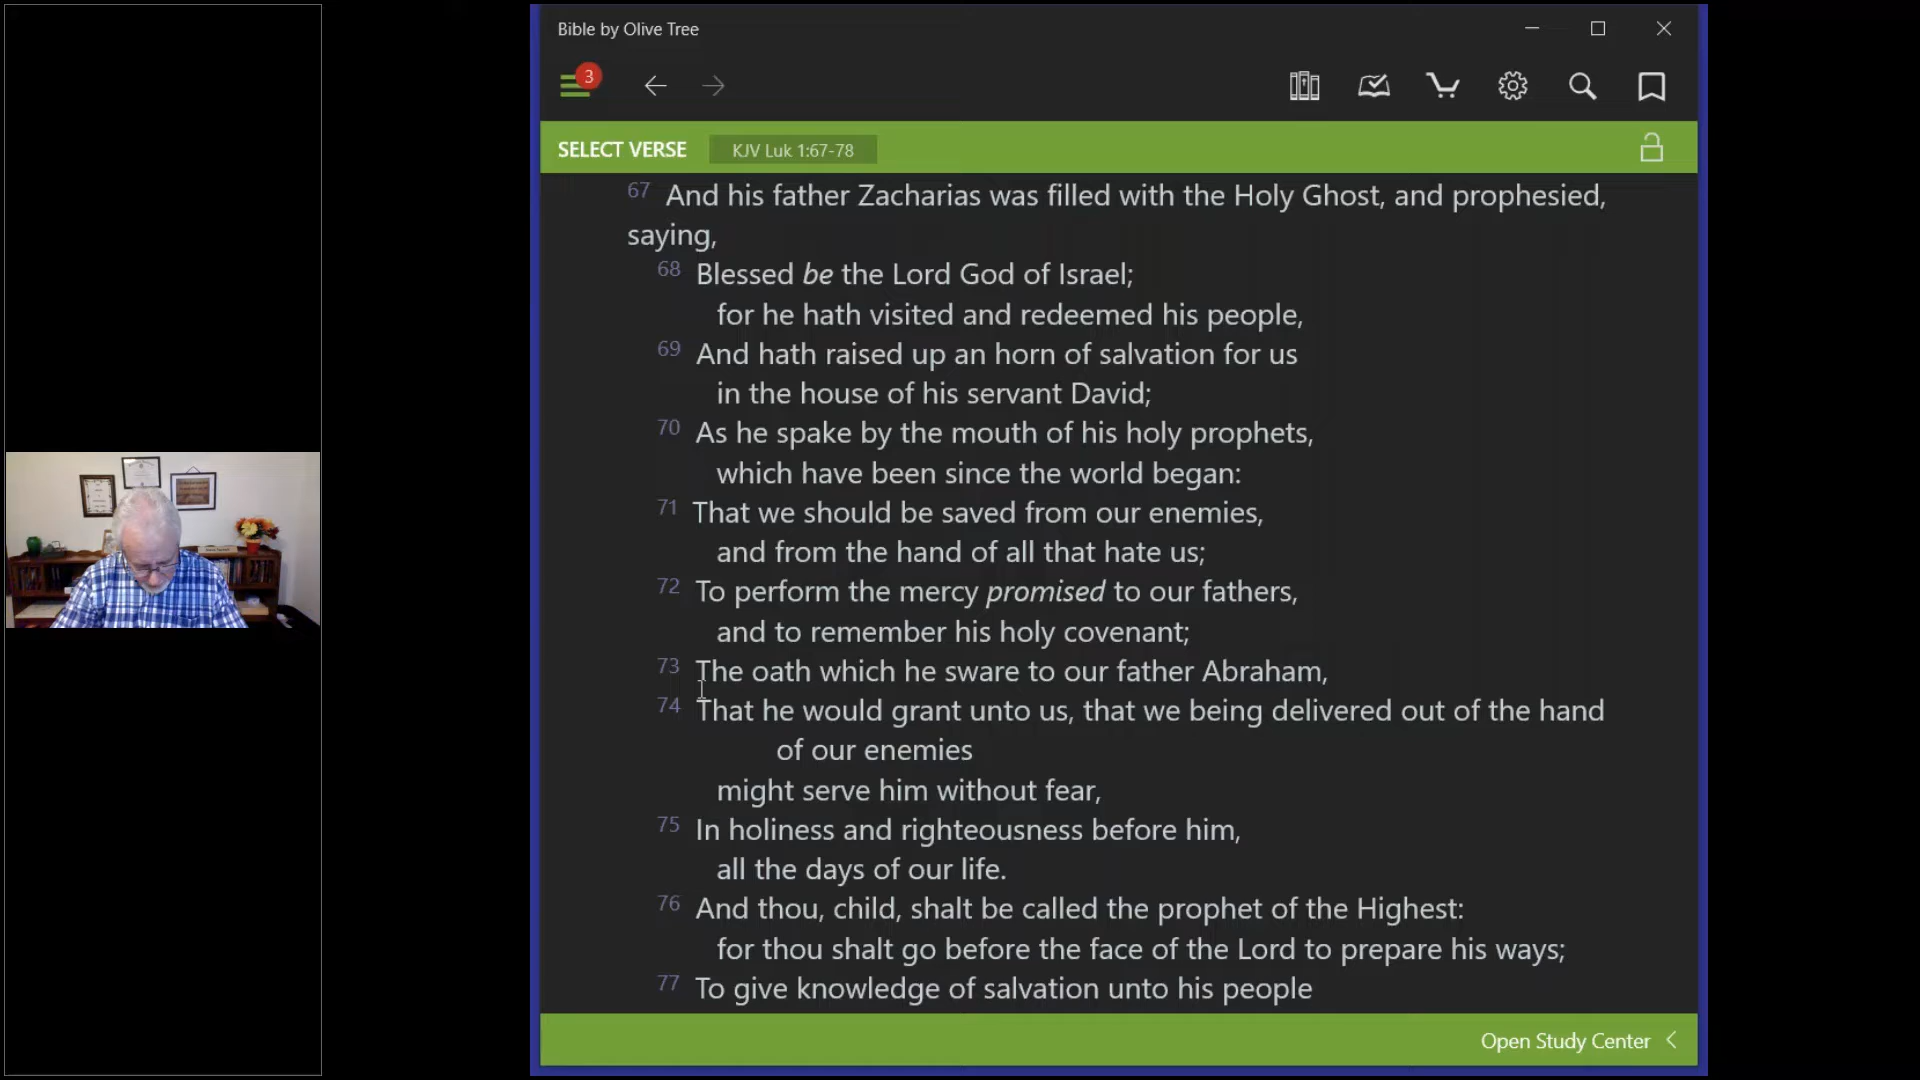 Bible by Olive Tree
3
SELECT VERSE KJV Luk 1:67-78
67 And his father Zacharias was filled with the Holy Ghost, and prophesied,
saying,
68 Blessed be the Lord God of Israel;
for he hath visited and redeemed his people,
69 And hath raised up an horn of salvation for us
in the house of his servant David;
70 As he spake by the mouth of his holy prophets,
which have been since the world began:
71 That we should be saved from our enemies,
and from the hand of all that hate us;
72 To perform the mercy promised to our fathers,
and to remember his holy covenant;
73 The oath which he sware to our father Abraham,
74 That he would grant unto us, that we being delivered out of the hand
of our enemies
might serve him without fear,
75 In holiness and righteousness before him,
all the days of our life.
76 And thou, child, shalt be called the prophet of the Highest:
for thou shalt go before the face of the Lord to prepare his ways;
77 To give knowledge of salvation unto his people
Open Study Center